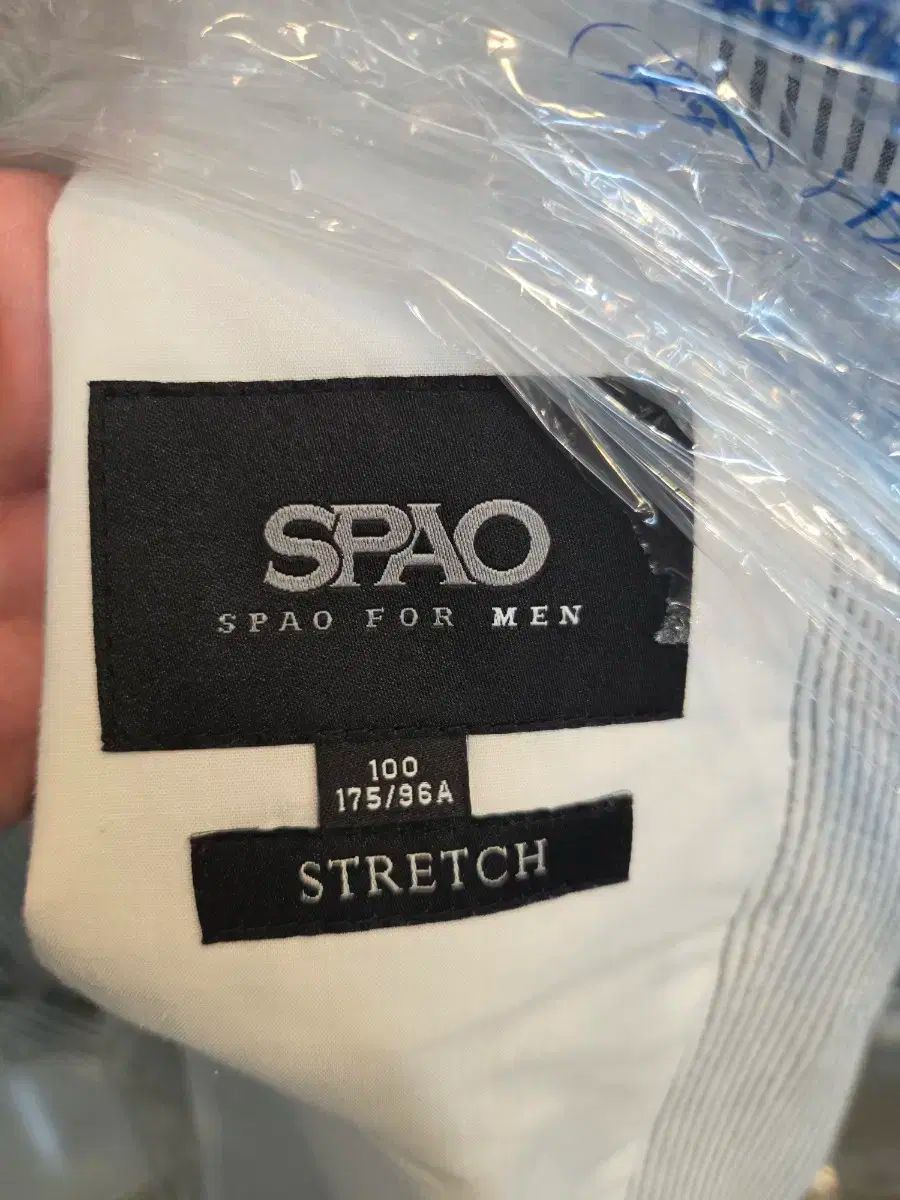 SPAO
SPAO FOR MEN
100
175/96A
STRETCH